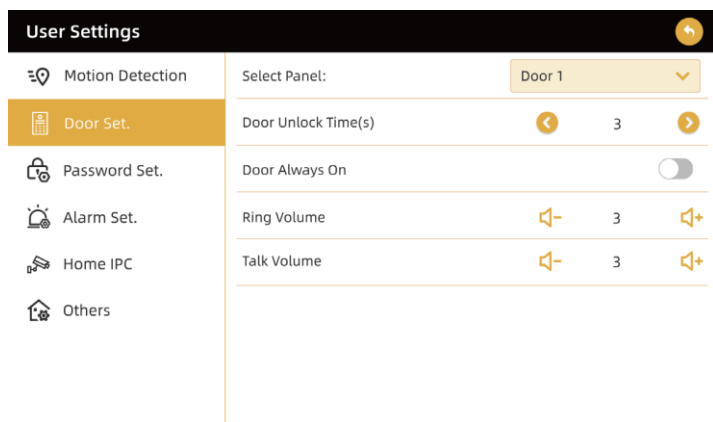 User Settings
Motion Detection
Door Set.
Password Set.
Alarm Set.
Home IPC
Others
Select Panel: Door 1
Door Unlock Time(s) 3
Door Always On
Ring Volume 3
Talk Volume 3